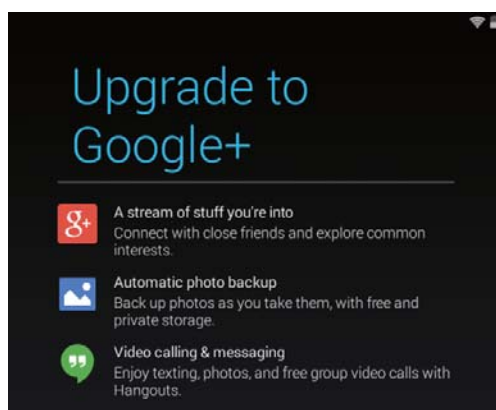 Upgrade to
Google+
g+
A stream of stuff you're into
Connect with close friends and explore common
interests.
Automatic photo backup
Back up photos as you take them, with free and
private storage.
Video calling & messaging
Enjoy texting, photos, and free group video calls with
Hangouts.